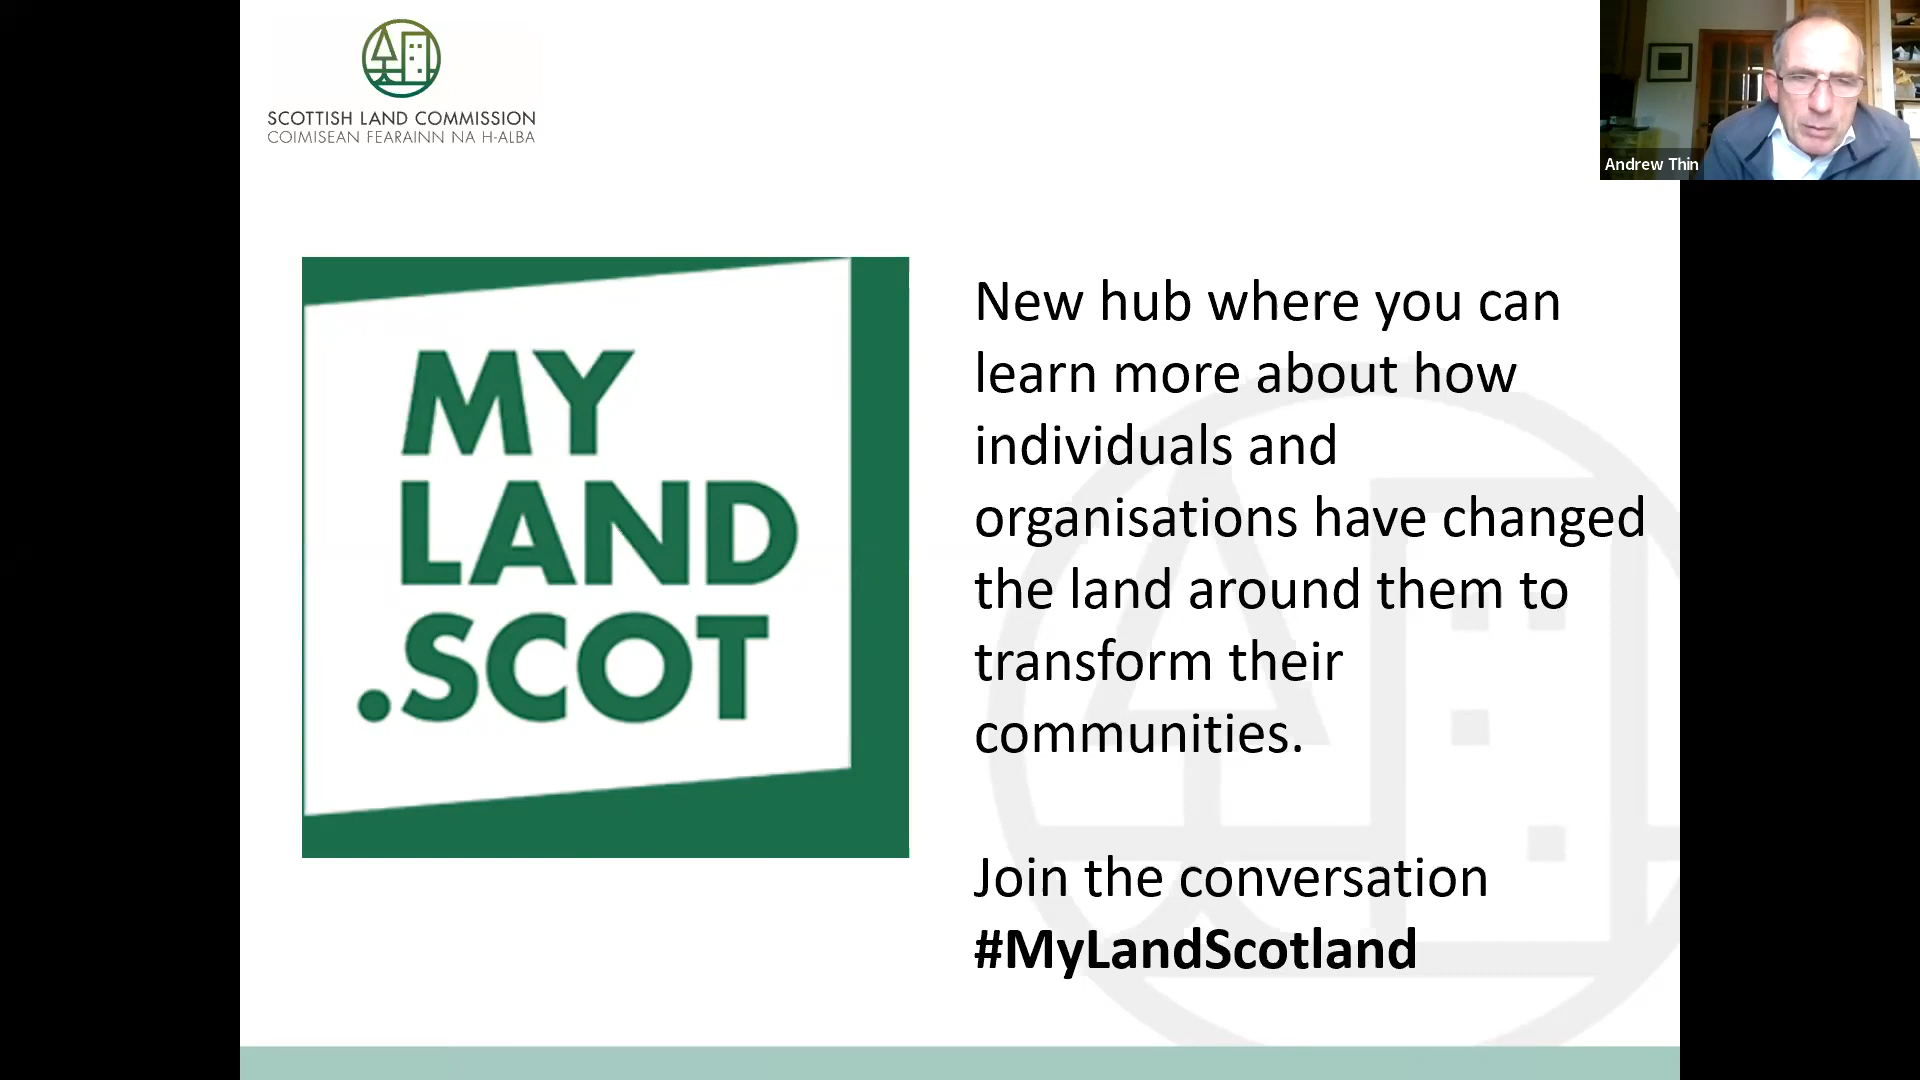 SCOTTISH LAND COMMISSION
COIMISEAN FEARAINN NA H-ALBA
Andrew Thin
MY
LAND
.SCOT
New hub where you can
learn more about how
individuals and
organisations have changed
the land around them to
transform their
communities.
Join the conversation
#MyLandScotland